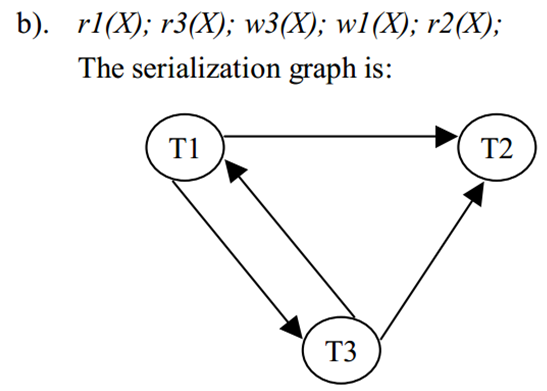 b). r1(X); r3(X); w3(X); w1(X); r2(X);
The serialization graph is:
T1
T2
T3